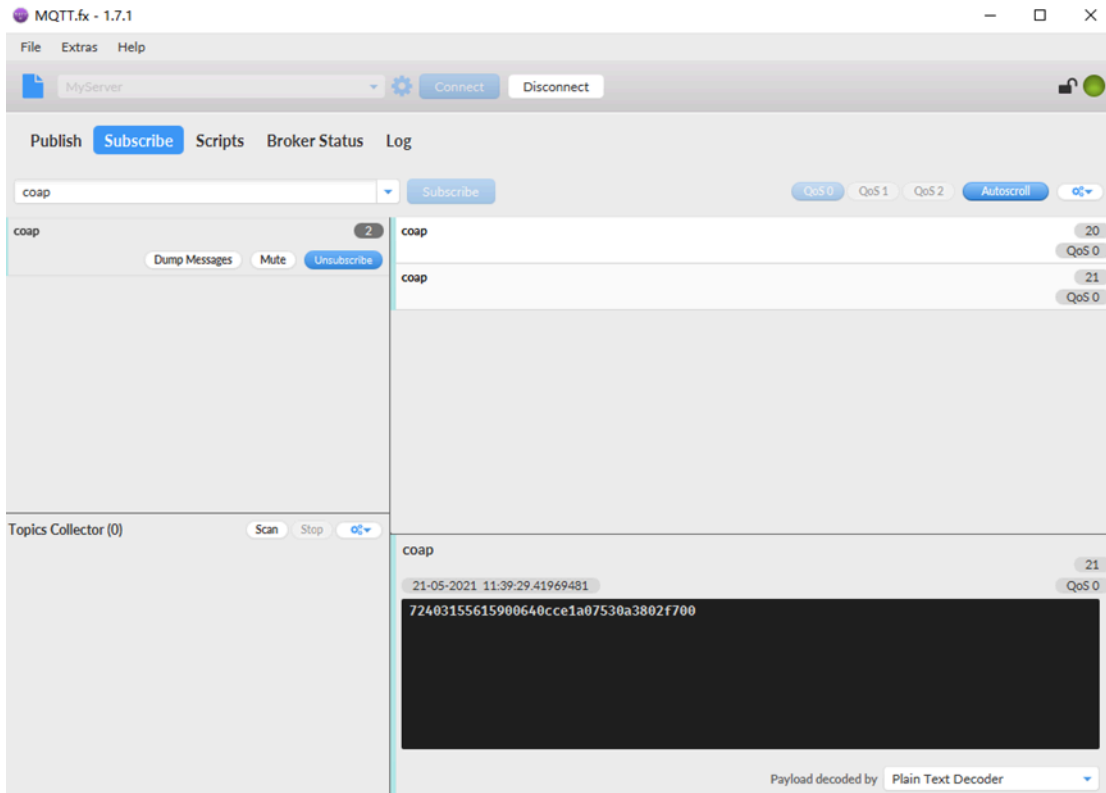 MQTT.fx - 1.7.1
File Extras Help
MyServer Connect Disconnect
Publish Subscribe Scripts Broker Status Log
coap Subscribe QoS 0 QoS 1 QoS 2 Autoscroll
coap 2
Dump Messages Mute Unsubscribe
coap 20
QoS 0
coap 21
QoS 0
Topics Collector (0) Scan Stop
coap 21
21-05-2021 11:39:29.41969481 QoS 0
72403155615900640cce1a07530a3802f700
Payload decoded by Plain Text Decoder